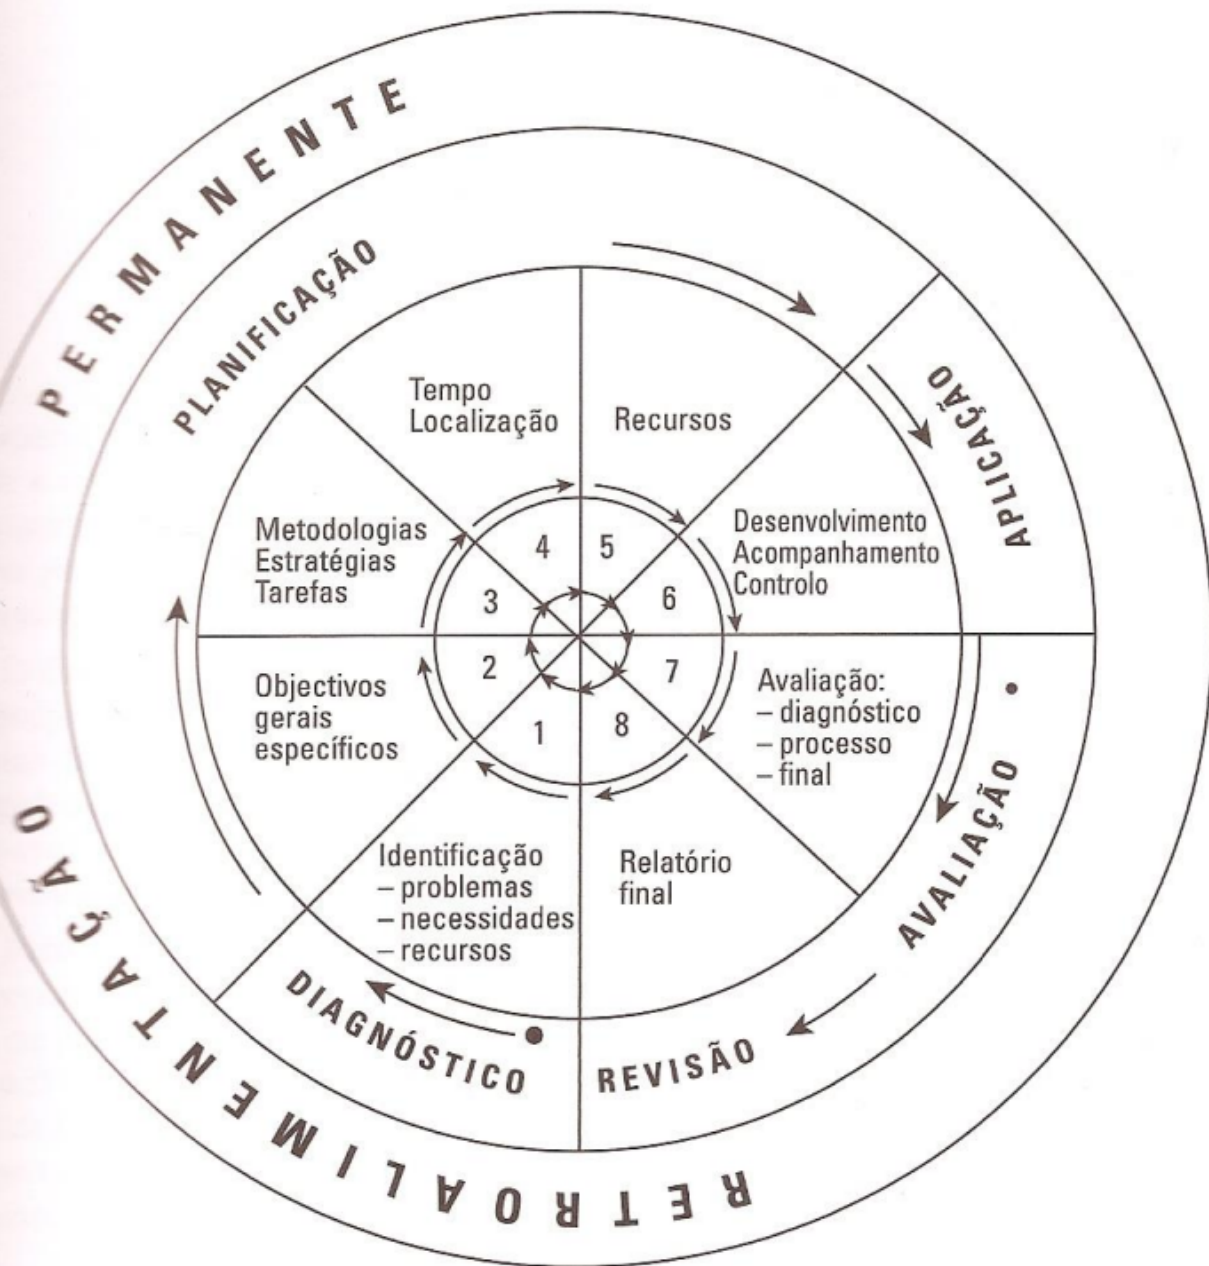 RETROALIMENTAÇÃO
PERMANENTE
PLANIFICAÇÃO
APLICAÇÃO
AVALIAÇÃO
REVISÃO
DIAGNÓSTICO
Tempo
Localização
Recursos
Metodologias
Estratégias
Tarefas
Desenvolvimento
Acompanhamento
Controlo
Objectivos
gerais
específicos
Avaliação:
– diagnóstico
– processo
– final
Identificação
– problemas
– necessidades
– recursos
Relatório
final
1
2
3
4
5
6
7
8